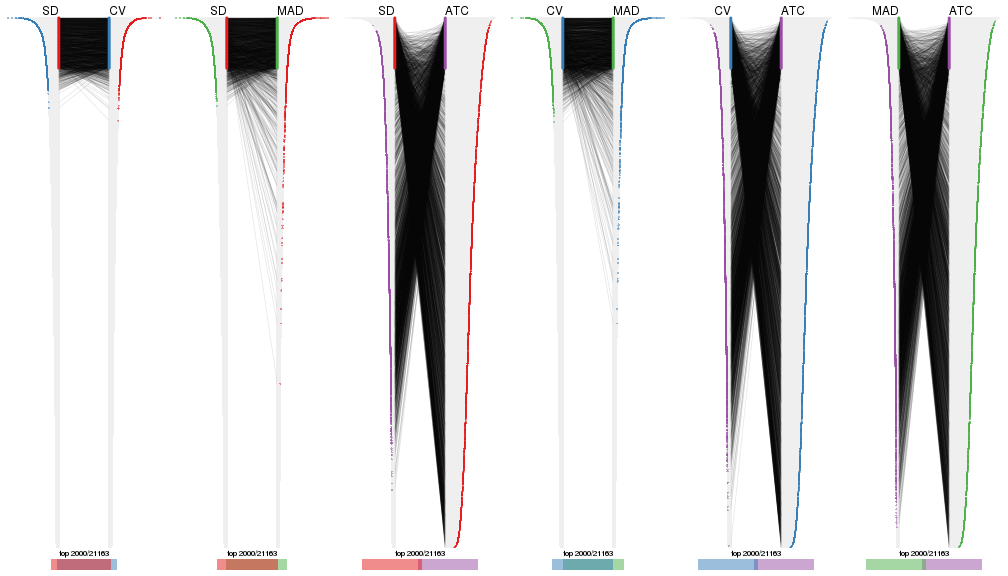 SD CV
SD MAD
SD ATC
CV MAD
CV ATC
MAD ATC
top 2000/21163
top 2000/21163
top 2000/21163
top 2000/21163
top 2000/21163
top 2000/21163